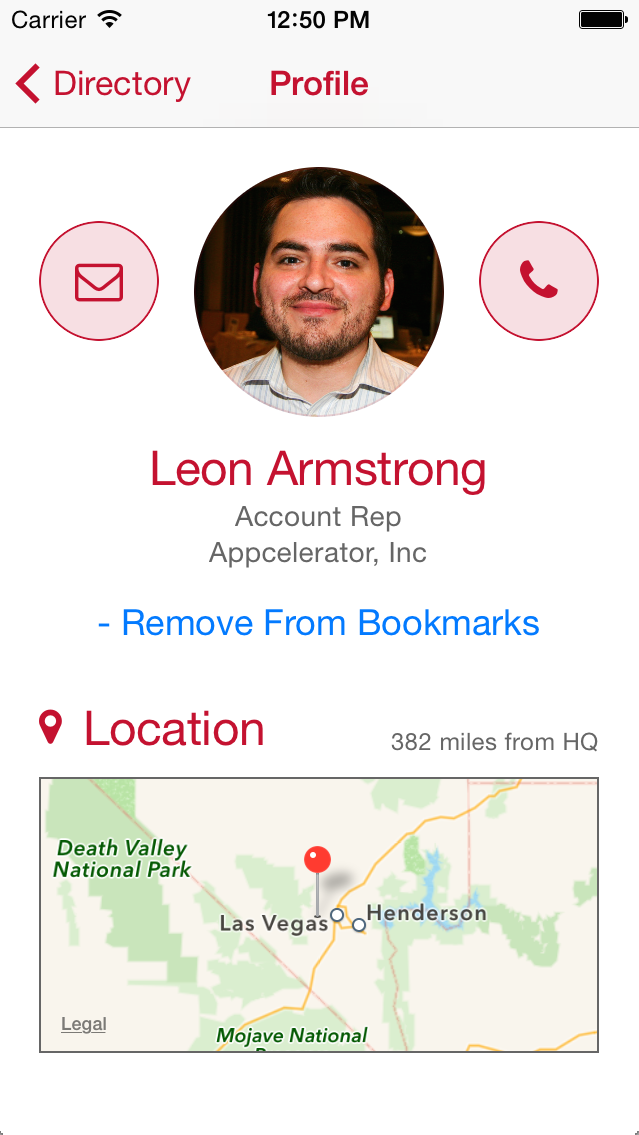 Carrier 12:50 PM
Directory Profile
Leon Armstrong
Account Rep
Appcelerator, Inc
- Remove From Bookmarks
Location 382 miles from HQ
Death Valley
National Park
Las Vegas Henderson
Legal
Mojave National